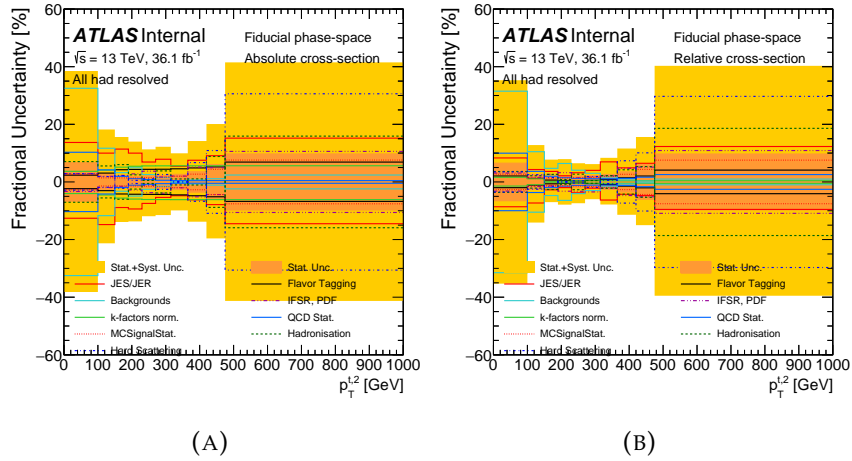 ATLAS Internal
√s = 13 TeV, 36.1 fb-1
All had resolved
Fiducial phase-space
Absolute cross-section
Fractional Uncertainty [%]
60
40
20
0
−20
−40
−60
Stat.+Syst. Unc.
Stat. Unc.
JES/JER
Flavor Tagging
Backgrounds
IFSR, PDF
k-factors norm.
QCD Stat.
MCSignalStat.
Hadronisation
Hard Scattering
0 100 200 300 400 500 600 700 800 900 1000
p_T^{t,2} [GeV]
(A)
ATLAS Internal
√s = 13 TeV, 36.1 fb-1
All had resolved
Fiducial phase-space
Relative cross-section
Fractional Uncertainty [%]
60
40
20
0
−20
−40
−60
Stat.+Syst. Unc.
Stat. Unc.
JES/JER
Flavor Tagging
Backgrounds
IFSR, PDF
k-factors norm.
QCD Stat.
MCSignalStat.
Hadronisation
Hard Scattering
0 100 200 300 400 500 600 700 800 900 1000
p_T^{t,2} [GeV]
(B)